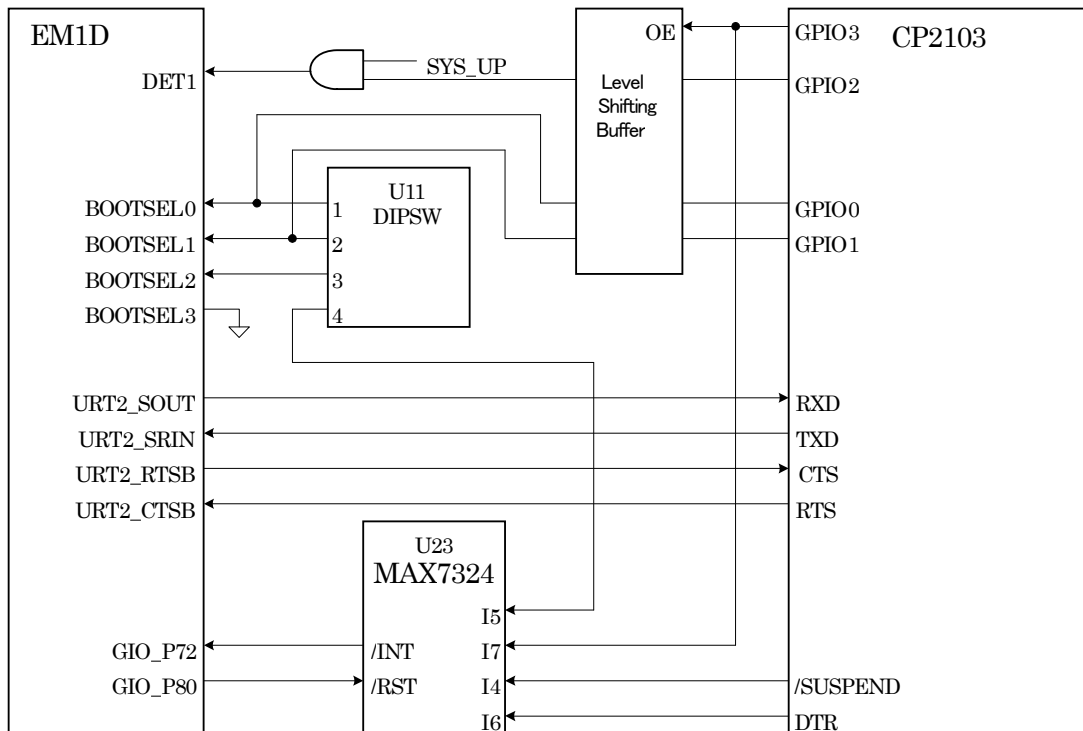 EM1D
OE
GPIO3
CP2103
DET1
SYS_UP
Level
Shifting
Buffer
GPIO2
U11
DIPSW
BOOTSEL0
1
GPIO0
BOOTSEL1
2
GPIO1
BOOTSEL2
3
BOOTSEL3
4
URT2_SOUT
RXD
URT2_SRIN
TXD
URT2_RTSB
CTS
URT2_CTSB
RTS
U23
MAX7324
I5
GIO_P72
/INT
I7
GIO_P80
/RST
I4
/SUSPEND
I6
DTR